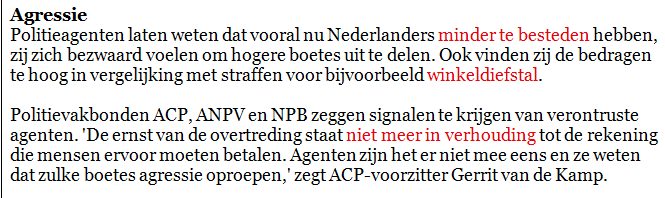 Agressie
Politieagenten laten weten dat vooral nu Nederlanders minder te besteden hebben,
zij zich bezwaard voelen om hogere boetes uit te delen. Ook vinden zij de bedragen
te hoog in vergelijking met straffen voor bijvoorbeeld winkeldiefstal.
Politievakbonden ACP, ANPV en NPB zeggen signalen te krijgen van verontruste
agenten. 'De ernst van de overtreding staat niet meer in verhouding tot de rekening
die mensen ervoor moeten betalen. Agenten zijn het er niet mee eens en ze weten
dat zulke boetes agressie oproepen,' zegt ACP-voorzitter Gerrit van de Kamp.